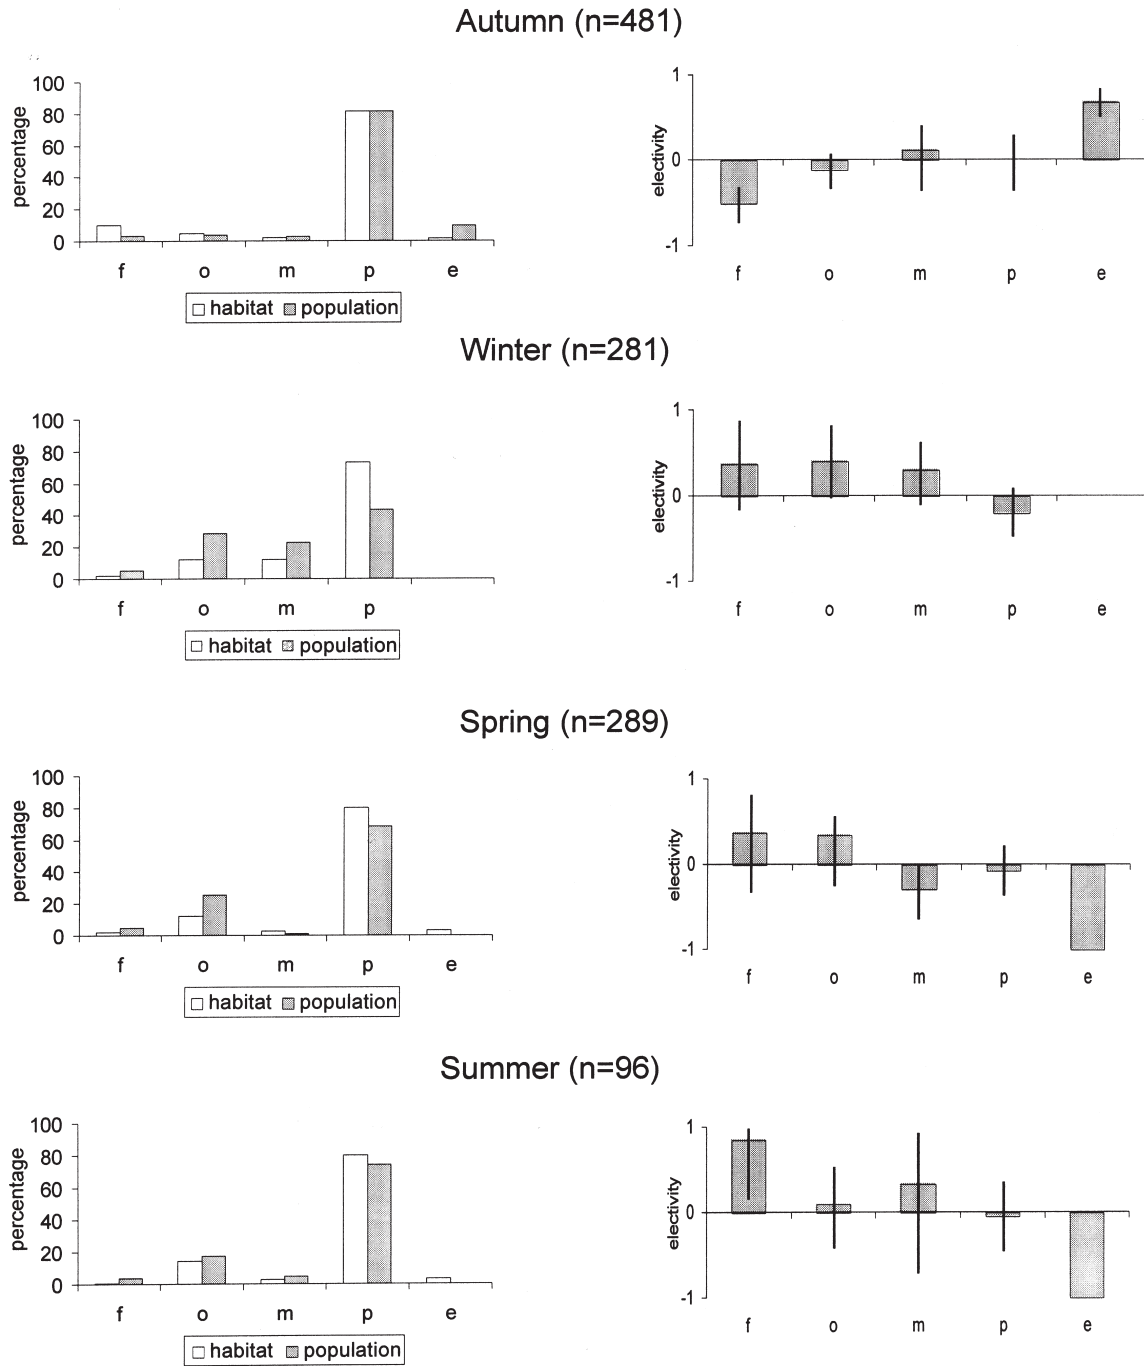 Autumn (n=481)
percentage
100
80
60
40
20
0
f o m p e
habitat population
electivity
1
0
-1
f o m p e
Winter (n=281)
percentage
100
80
60
40
20
0
f o m p
habitat population
electivity
1
0
-1
f o m p e
Spring (n=289)
percentage
100
80
60
40
20
0
f o m p e
habitat population
electivity
1
0
-1
f o m p e
Summer (n=96)
percentage
100
80
60
40
20
0
f o m p e
habitat population
electivity
1
0
-1
f o m p e